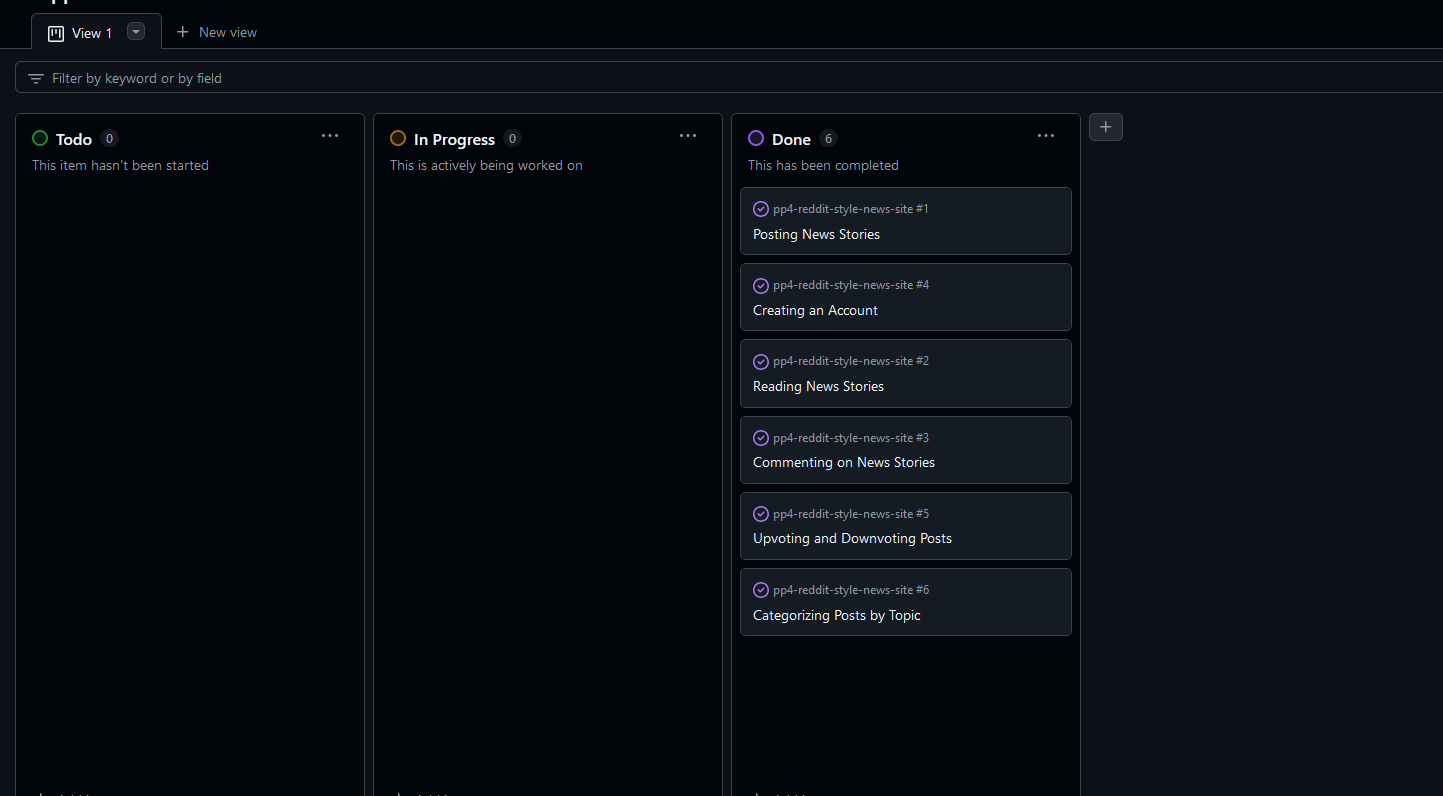 View 1
New view
Filter by keyword or by field
Todo 0
This item hasn't been started
In Progress 0
This is actively being worked on
Done 6
This has been completed
pp4-reddit-style-news-site #1
Posting News Stories
pp4-reddit-style-news-site #4
Creating an Account
pp4-reddit-style-news-site #2
Reading News Stories
pp4-reddit-style-news-site #3
Commenting on News Stories
pp4-reddit-style-news-site #5
Upvoting and Downvoting Posts
pp4-reddit-style-news-site #6
Categorizing Posts by Topic